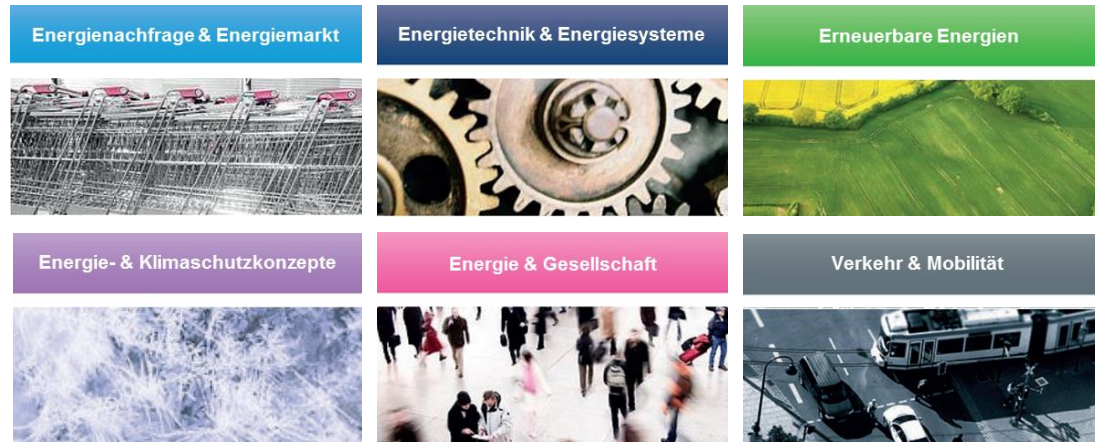 Energienachfrage & Energiemarkt
Energietechnik & Energiesysteme
Erneuerbare Energien
Energie- & Klimaschutzkonzepte
Energie & Gesellschaft
Verkehr & Mobilität